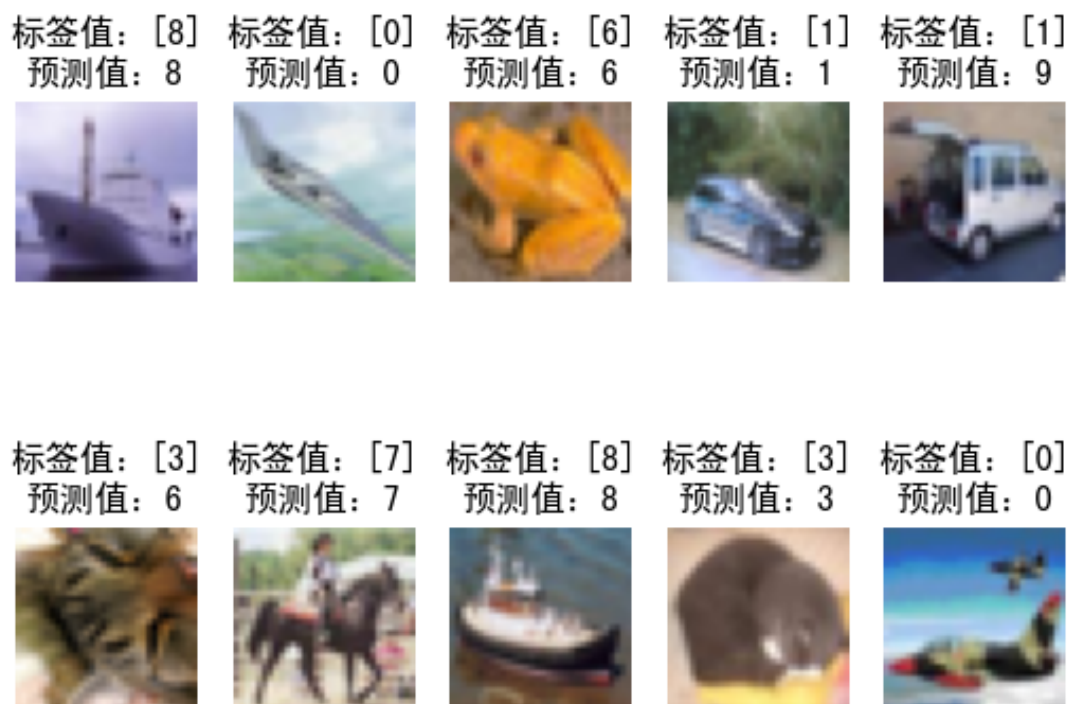 标签值：[8] 标签值：[0] 标签值：[6] 标签值：[1] 标签值：[1]
预测值：8 预测值：0 预测值：6 预测值：1 预测值：9
标签值：[3] 标签值：[7] 标签值：[8] 标签值：[3] 标签值：[0]
预测值：6 预测值：7 预测值：8 预测值：3 预测值：0